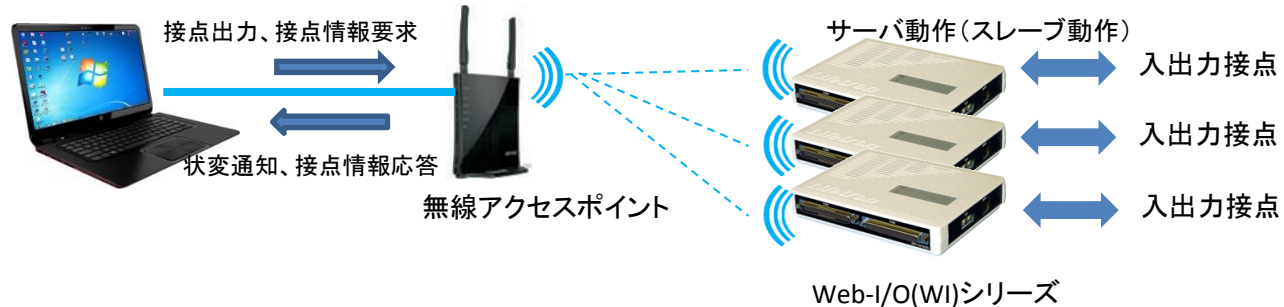 接点出力、接点情報要求
サーバ動作（スレーブ動作）
入出力接点
入出力接点
状変通知、接点情報応答
無線アクセスポイント
入出力接点
Web-I/O(WI)シリーズ